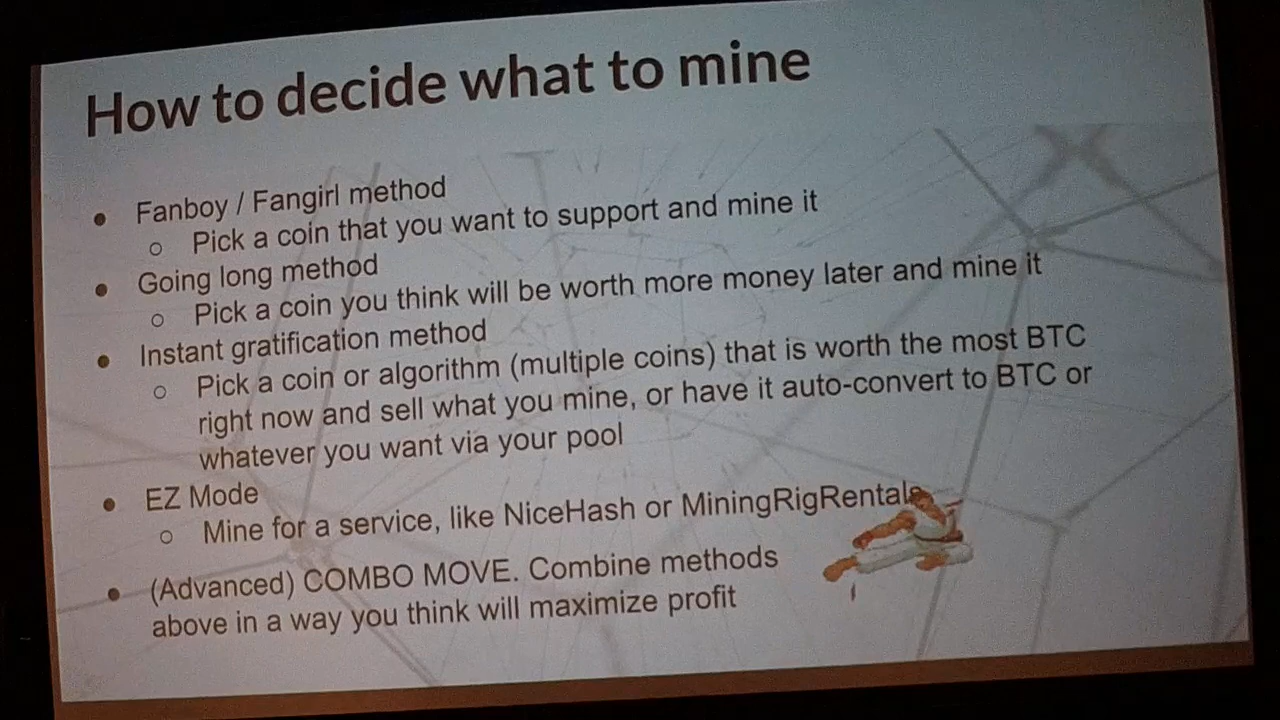 How to decide what to mine
● Fanboy / Fangirl method
○ Pick a coin that you want to support and mine it
● Going long method
○ Pick a coin you think will be worth more money later and mine it
● Instant gratification method
○ Pick a coin or algorithm (multiple coins) that is worth the most BTC
right now and sell what you mine, or have it auto-convert to BTC or
whatever you want via your pool
● EZ Mode
○ Mine for a service, like NiceHash or MiningRigRentals
● (Advanced) COMBO MOVE. Combine methods
above in a way you think will maximize profit